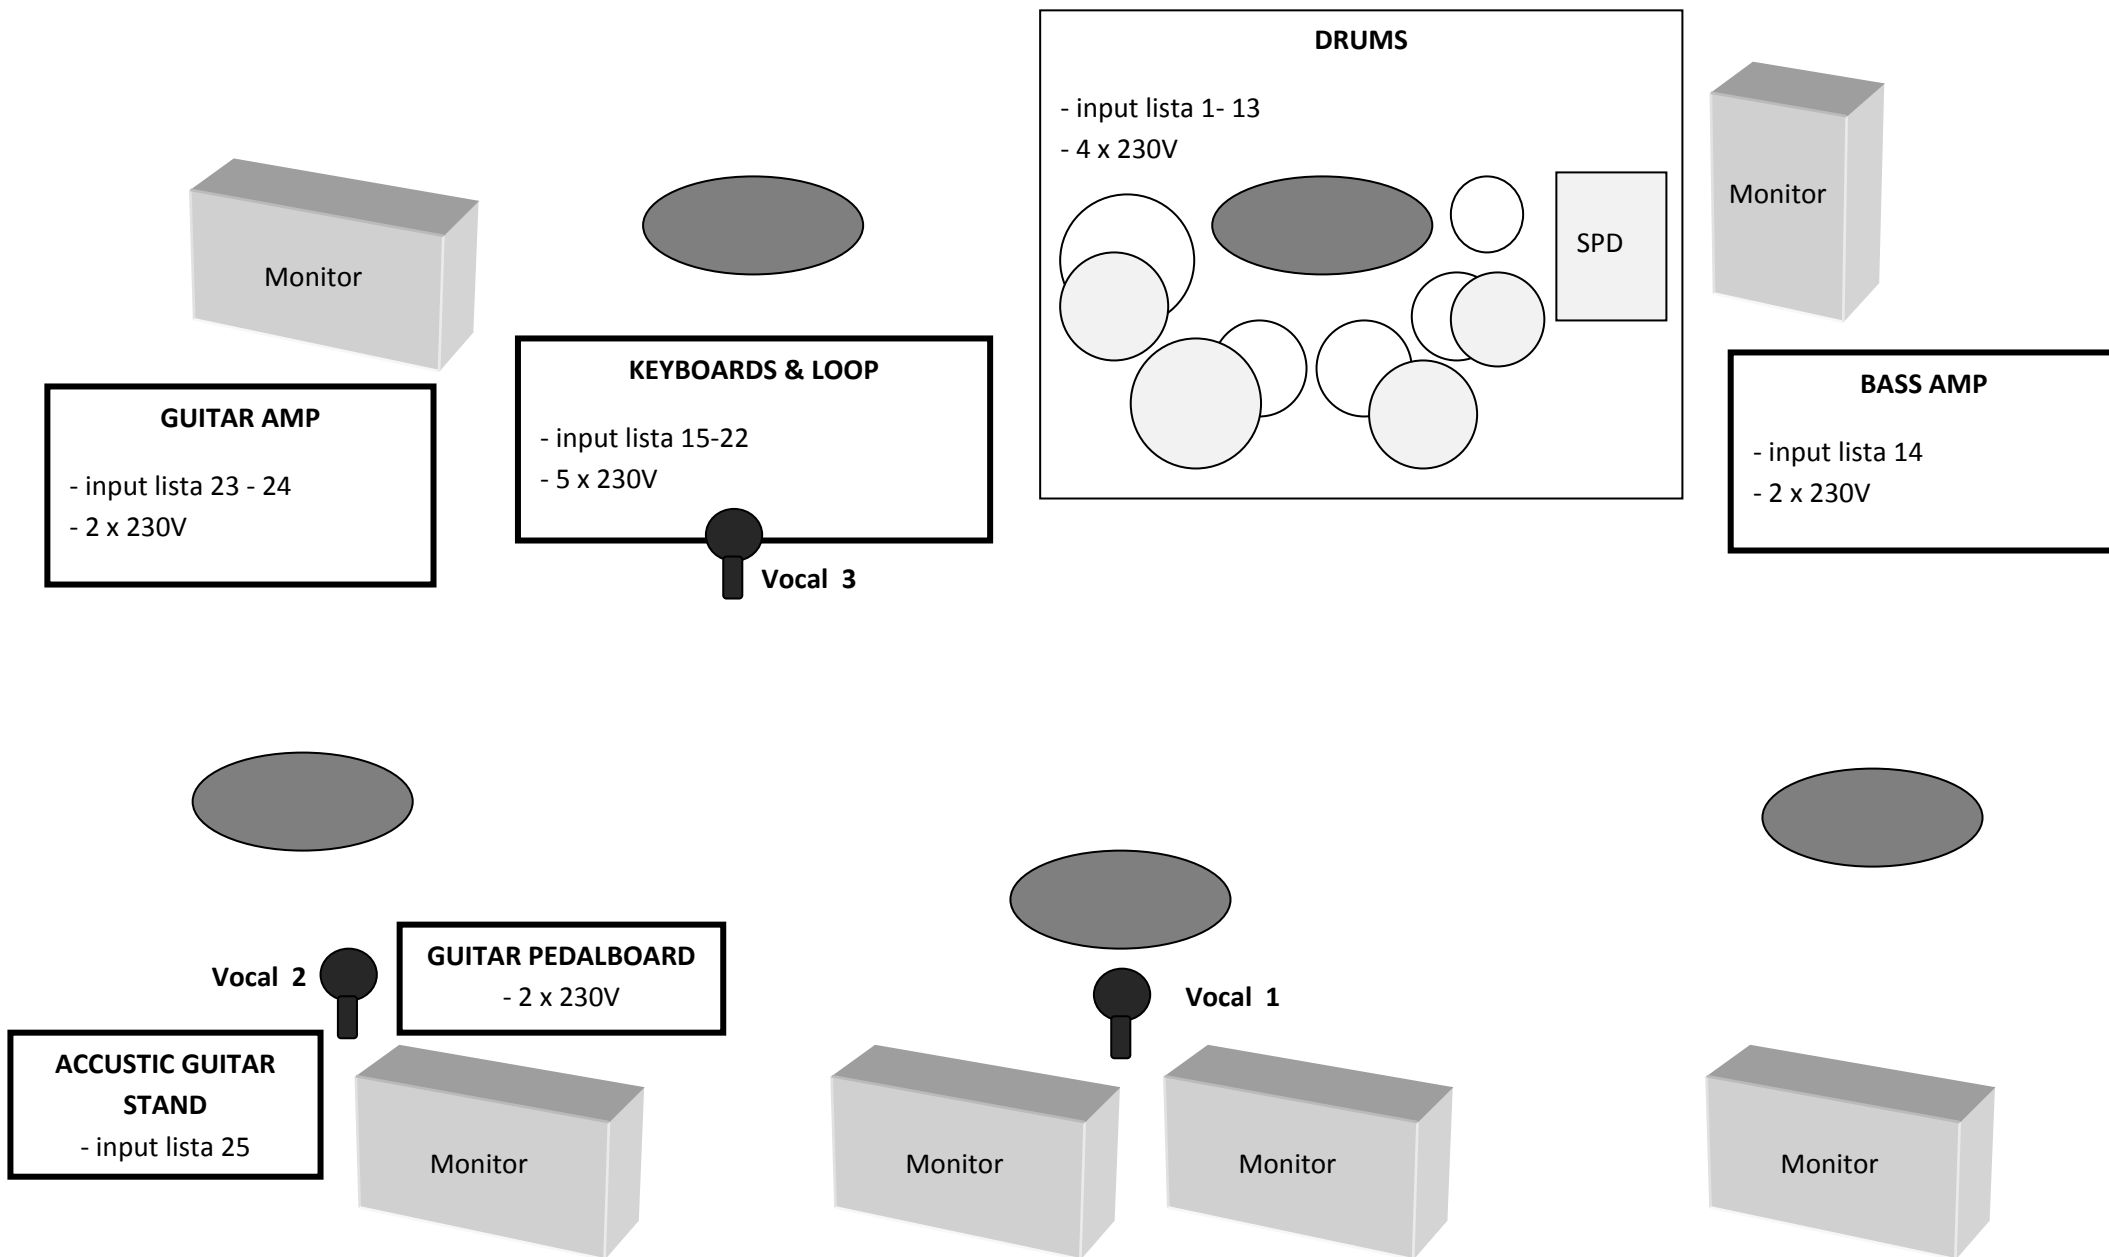 DRUMS
- input lista 1- 13
- 4 x 230V
SPD
Monitor
Monitor
KEYBOARDS & LOOP
- input lista 15-22
- 5 x 230V
Vocal  3
GUITAR AMP
- input lista 23 - 24
- 2 x 230V
BASS AMP
- input lista 14
- 2 x 230V
Vocal  2
GUITAR PEDALBOARD
- 2 x 230V
Vocal  1
ACCUSTIC GUITAR
STAND
- input lista 25
Monitor
Monitor
Monitor
Monitor